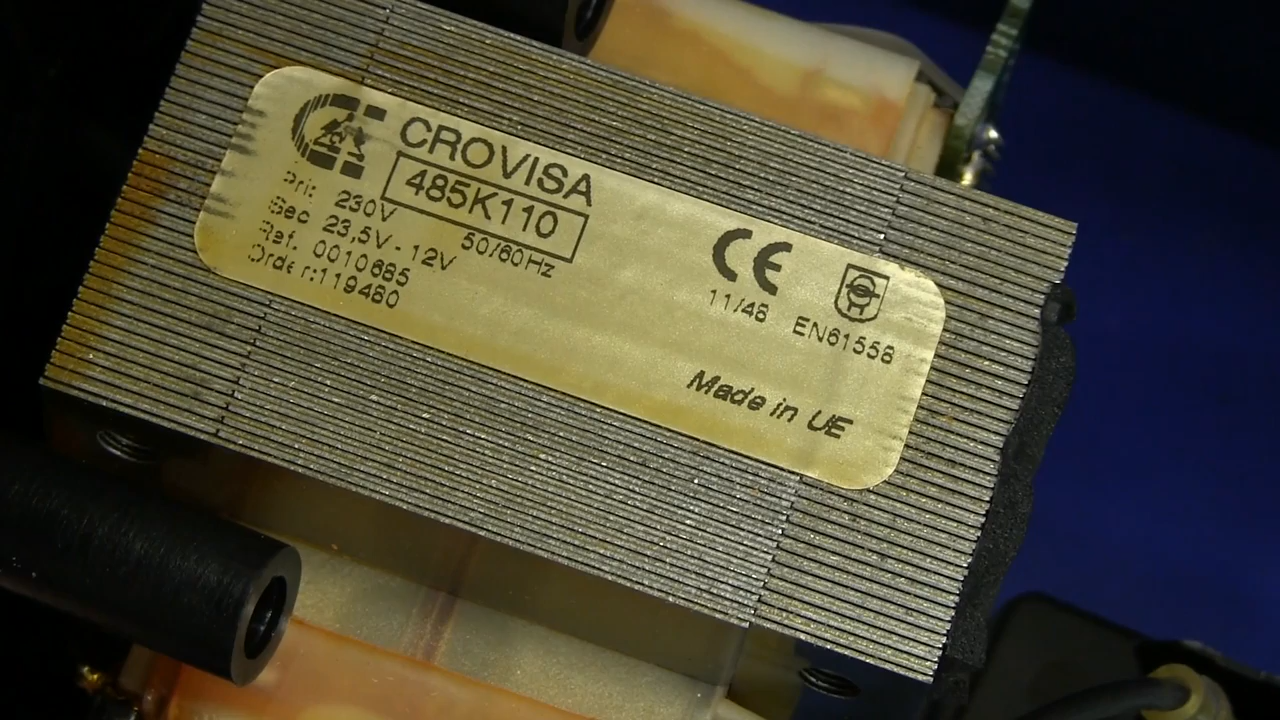 CROVISA
485K110
Pri: 230V 50/60Hz
Sec 23,5V - 12V
Ref. 0010685
Order:119480
CE
11/48
EN61558
Made in UE